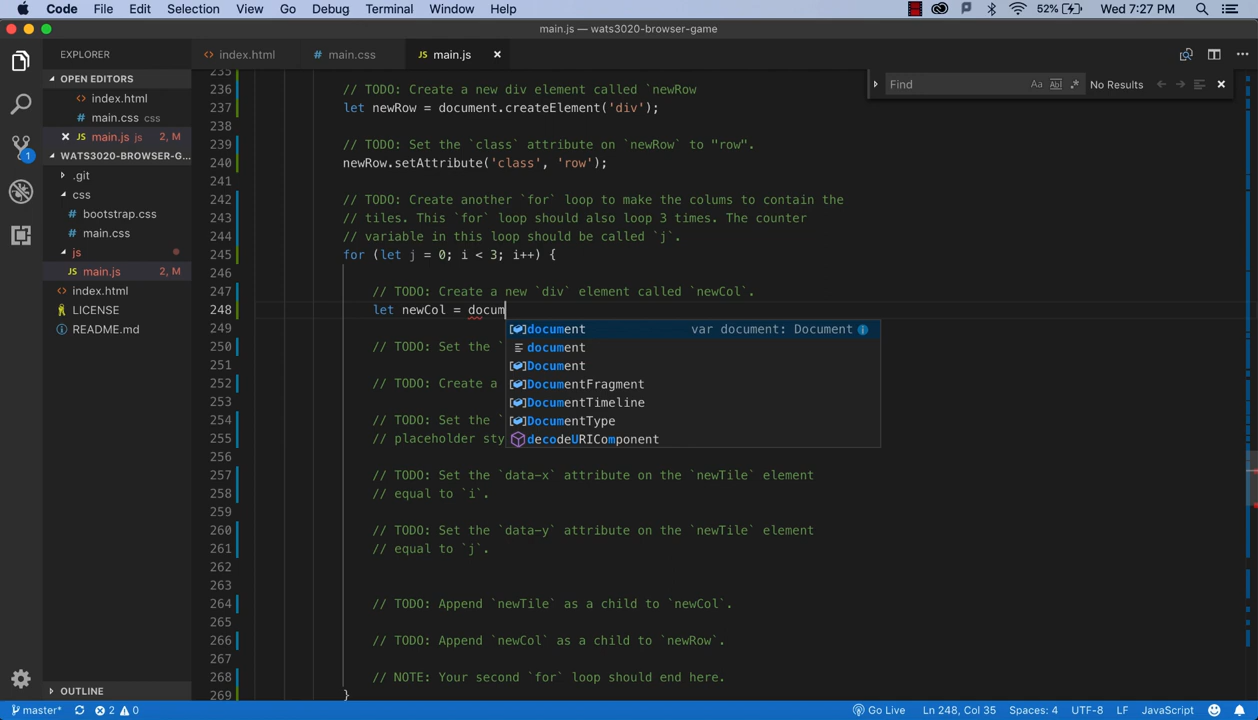 Code File Edit Selection View Go Debug Terminal Window Help 52% Wed 7:27 PM
main.js — wats3020-browser-game
EXPLORER
index.html
main.css
JS main.js
OPEN EDITORS
index.html
main.css css
JS main.js js 2, M
WATS3020-BROWSER-G...
.git
css
bootstrap.css
main.css
js
JS main.js 2, M
index.html
LICENSE
README.md
OUTLINE
Find Aa Abl .* No Results
235
236 // TODO: Create a new div element called `newRow
237 let newRow = document.createElement('div');
238
239 // TODO: Set the `class` attribute on `newRow` to "row".
240 newRow.setAttribute('class', 'row');
241
242 // TODO: Create another `for` loop to make the colums to contain the
243 // tiles. This `for` loop should also loop 3 times. The counter
244 // variable in this loop should be called `j`.
245 for (let j = 0; i < 3; i++) {
246
247 // TODO: Create a new `div` element called `newCol`.
248 let newCol = docum
249
250 // TODO: Set the `
251
252 // TODO: Create a
253
254 // TODO: Set the `
255 // placeholder sty
256
257 // TODO: Set the `data-x` attribute on the `newTile` element
258 // equal to `i`.
259
260 // TODO: Set the `data-y` attribute on the `newTile` element
261 // equal to `j`.
262
263
264 // TODO: Append `newTile` as a child to `newCol`.
265
266 // TODO: Append `newCol` as a child to `newRow`.
267
268 // NOTE: Your second `for` loop should end here.
269 }
document var document: Document
document
Document
DocumentFragment
DocumentTimeline
DocumentType
decodeURIComponent
1
master* 2 0 Go Live Ln 248, Col 35 Spaces: 4 UTF-8 LF JavaScript